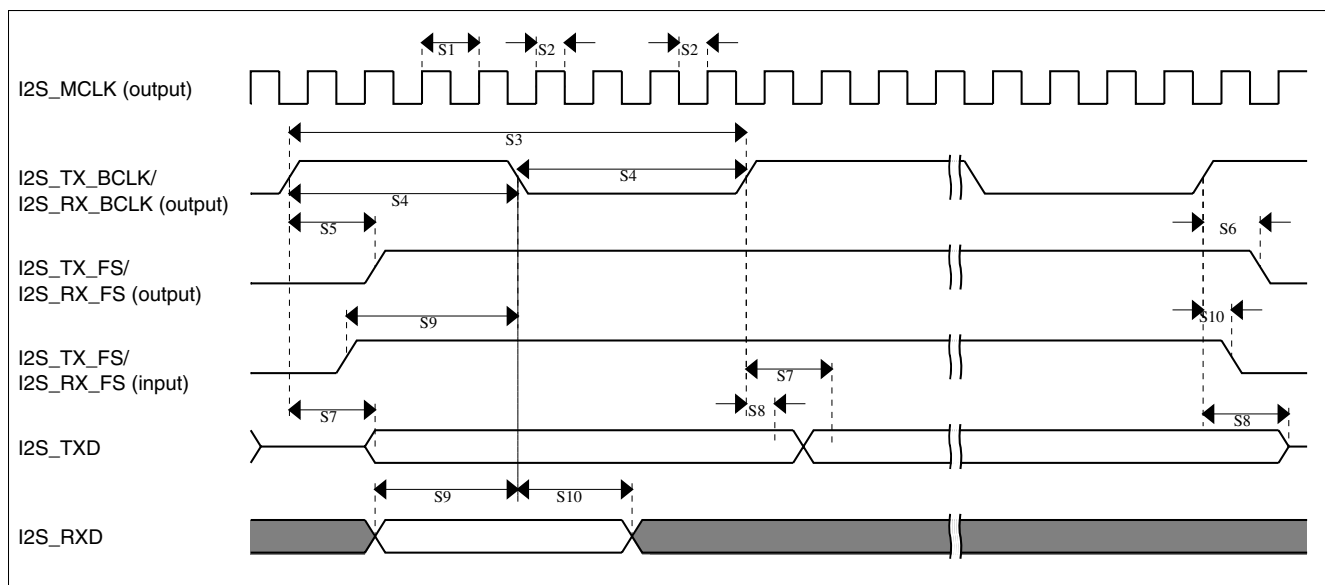 S1
S2
S2
I2S_MCLK (output)
S3
I2S_TX_BCLK/
I2S_RX_BCLK (output)
S4
S4
S5
S6
I2S_TX_FS/
I2S_RX_FS (output)
S9
S10
I2S_TX_FS/
I2S_RX_FS (input)
S7
S7
S8
S8
I2S_TXD
S9
S10
I2S_RXD